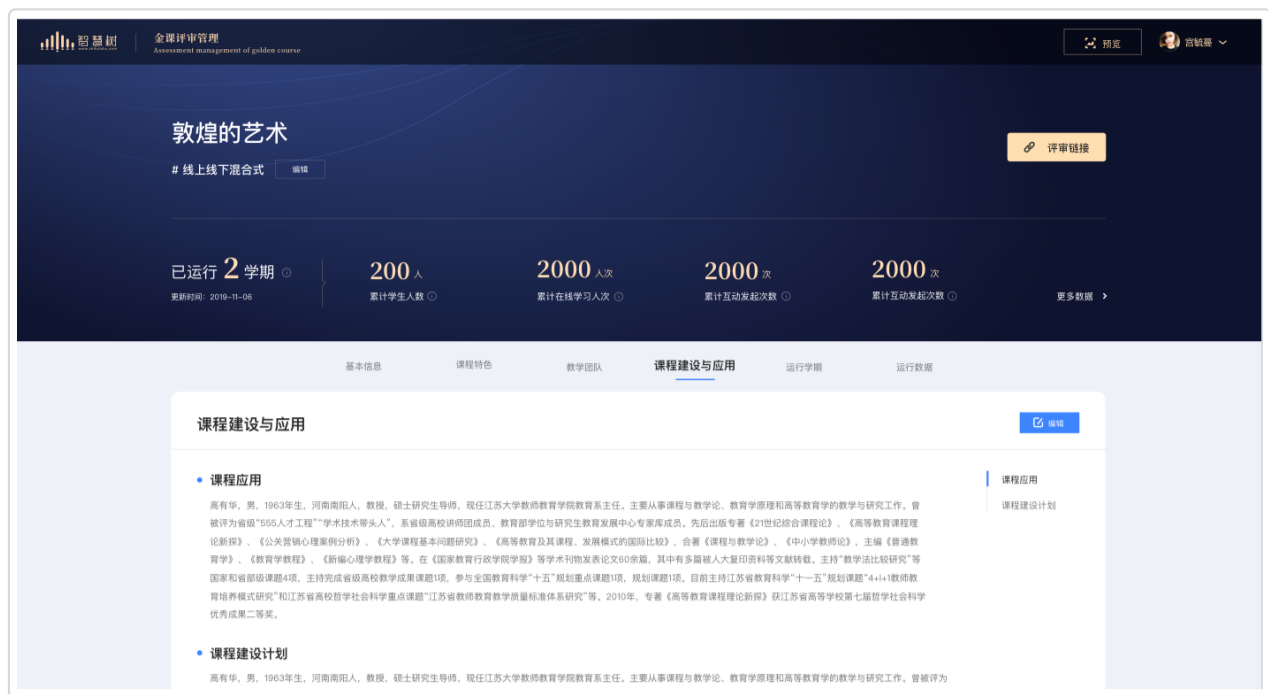 智慧树
金课评审管理
Assessment management of golden course
预览
宫毓蔓
敦煌的艺术
# 线上线下混合式
编辑
评审链接
已运行 2 学期
更新时间：2019-11-06
200 人
累计学生人数
2000 人次
累计在线学习人次
2000 次
累计互动发起次数
2000 次
累计互动发起次数
更多数据
基本信息
课程特色
教学团队
课程建设与应用
运行学期
运行数据
课程建设与应用
编辑
课程应用
高有华，男，1963年生，河南南阳人，教授，硕士研究生导师，现任江苏大学教师教育学院教育系主任。主要从事课程与教学论、教育学原理和高等教育学的教学与研究工作。曾
被评为省级“555人才工程”“学术技术带头人”，系省级高校讲师团成员、教育部学位与研究生教育发展中心专家库成员。先后出版专著《21世纪综合课程论》、《高等教育课程理
论新探》、《公关营销心理案例分析》、《大学课程基本问题研究》、《高等教育及其课程、发展模式的国际比较》，合著《课程与教学论》、《中小学教师论》，主编《普通教
育学》、《教育学教程》、《新编心理学教程》等。在《国家教育行政学院学报》等学术刊物发表论文60余篇，其中有多篇被人大复印资料等文献转载。主持“教学法比较研究”等
国家和省部级课题4项，主持完成省级高校教学成果课题1项，参与全国教育科学“十五”规划重点课题1项，规划课题1项。目前主持江苏省教育科学“十一五”规划课题“4+l+1教师教
育培养模式研究”和江苏省高校哲学社会科学重点课题“江苏省教师教育教学质量标准体系研究”等。2010年，专著《高等教育课程理论新探》获江苏省高等学校第七届哲学社会科学
优秀成果二等奖。
课程应用
课程建设计划
课程建设计划
高有华，男，1963年生，河南南阳人，教授，硕士研究生导师，现任江苏大学教师教育学院教育系主任。主要从事课程与教学论、教育学原理和高等教育学的教学与研究工作。曾被评为